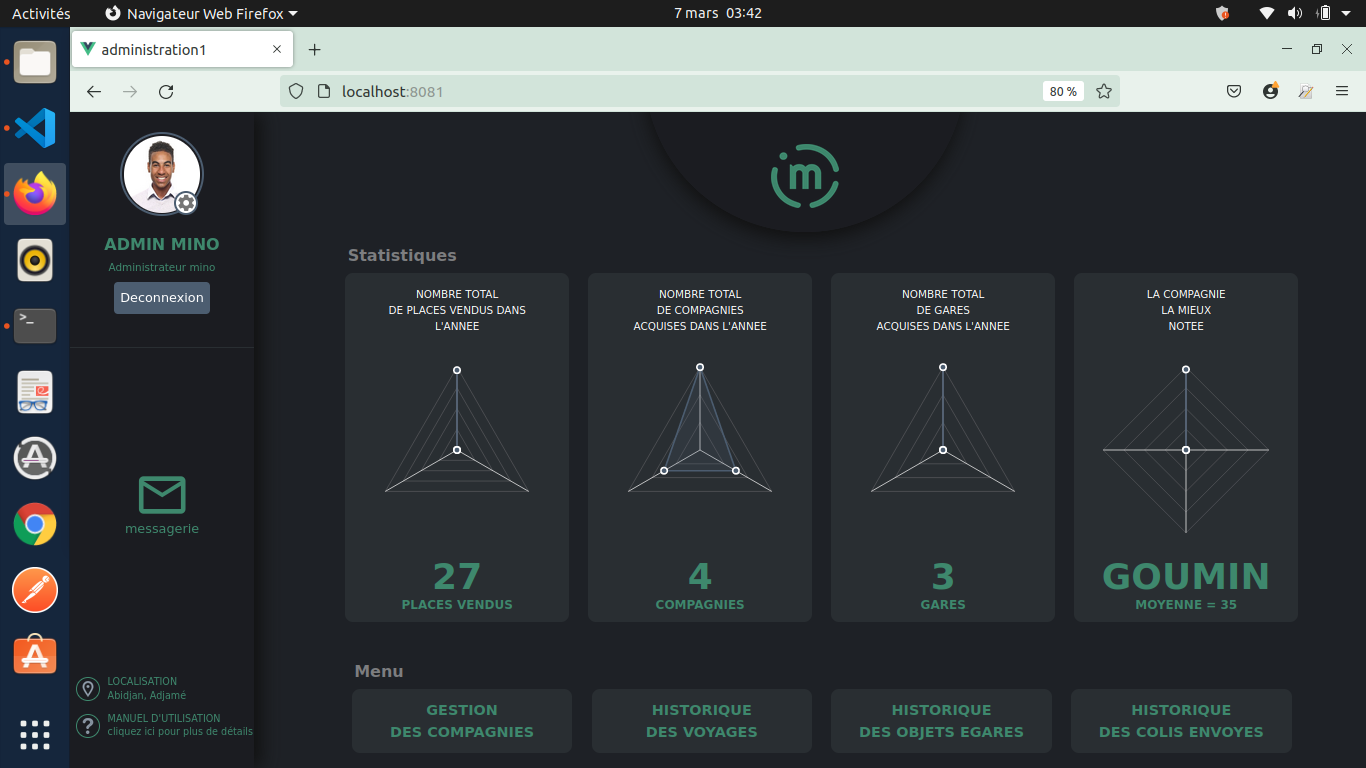 Activités
Navigateur Web Firefox
7 mars 03:42
administration1
localhost:8081
80 %
ADMIN MINO
Administrateur mino
Deconnexion
messagerie
LOCALISATION
Abidjan, Adjamé
MANUEL D'UTILISATION
cliquez ici pour plus de détails
m
Statistiques
NOMBRE TOTAL
DE PLACES VENDUS DANS
L'ANNEE
27
PLACES VENDUS
NOMBRE TOTAL
DE COMPAGNIES
ACQUISES DANS L'ANNEE
4
COMPAGNIES
NOMBRE TOTAL
DE GARES
ACQUISES DANS L'ANNEE
3
GARES
LA COMPAGNIE
LA MIEUX
NOTEE
GOUMIN
MOYENNE = 35
Menu
GESTION
DES COMPAGNIES
HISTORIQUE
DES VOYAGES
HISTORIQUE
DES OBJETS EGARES
HISTORIQUE
DES COLIS ENVOYES